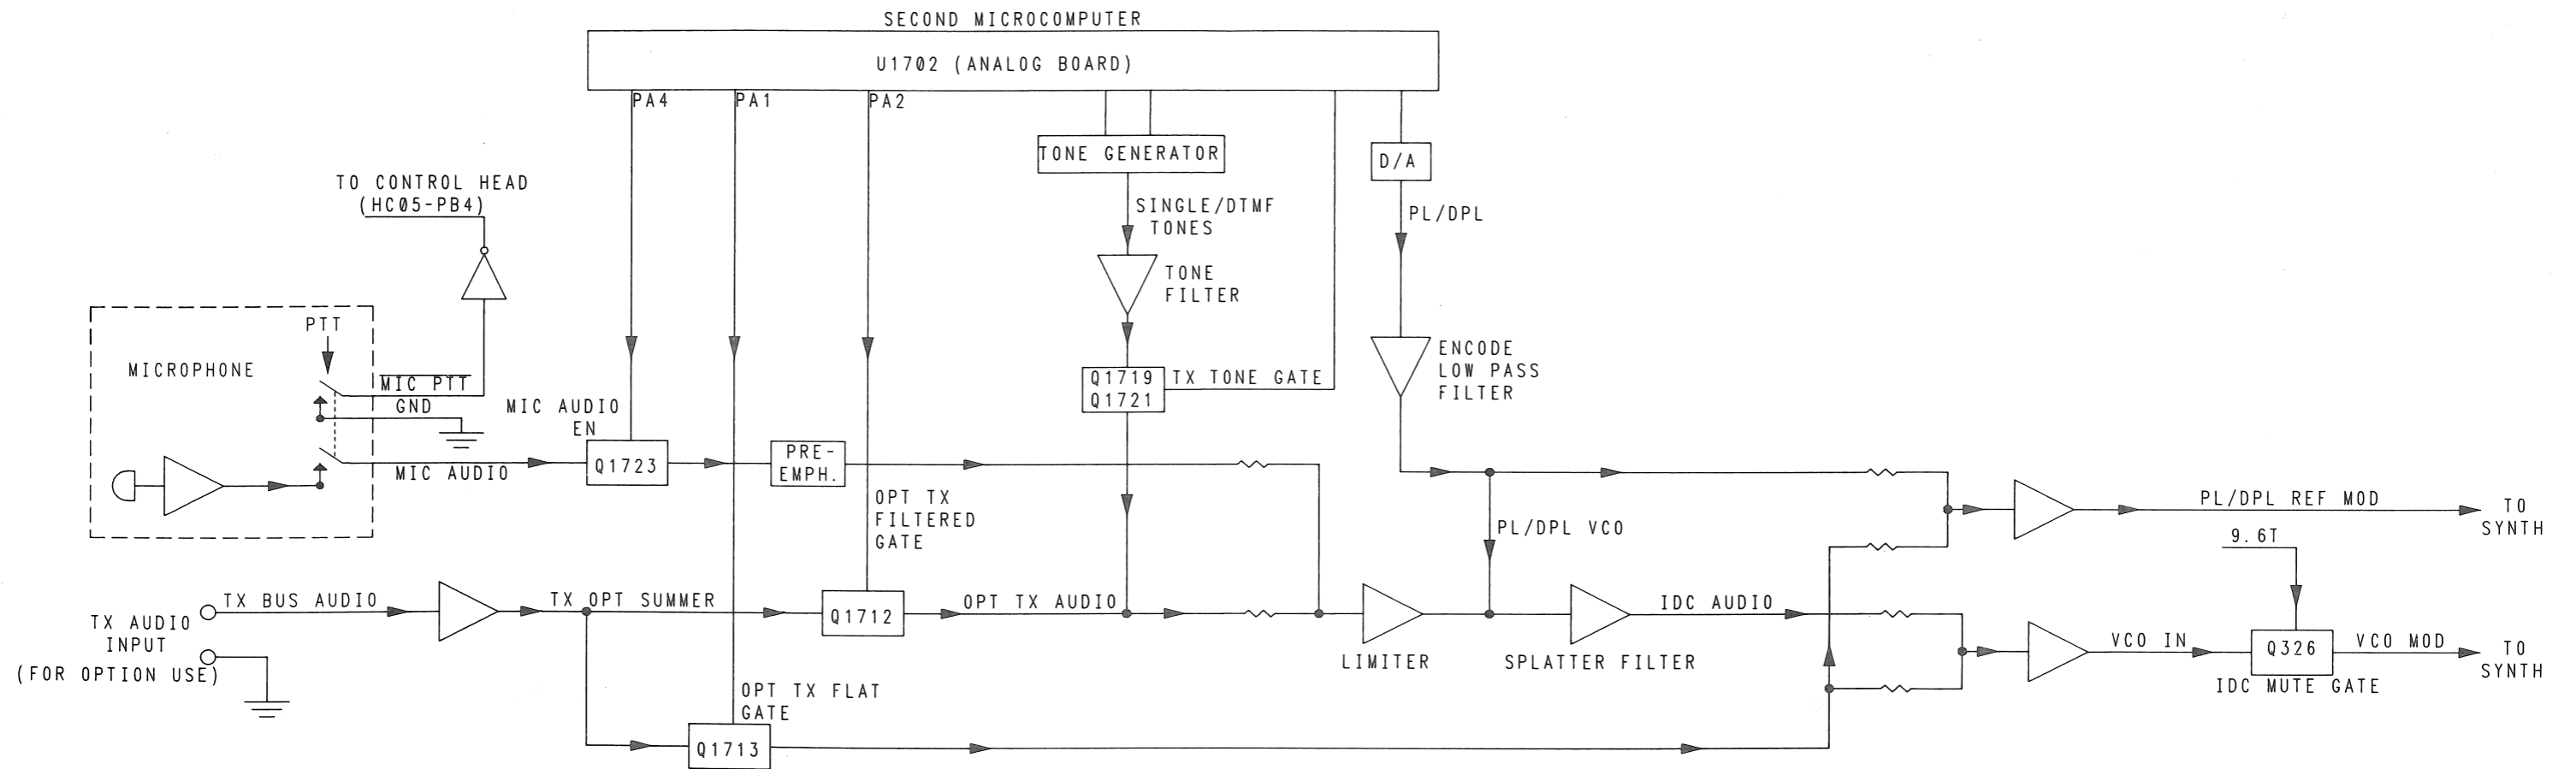 SECOND MICROCOMPUTER
U1702 (ANALOG BOARD)
PA4
PA1
PA2
TONE GENERATOR
D/A
TO CONTROL HEAD
(HC05-PB4)
SINGLE/DTMF
TONES
PL/DPL
TONE
FILTER
PTT
MICROPHONE
MIC PTT
GND
MIC AUDIO
EN
Q1719
Q1721
TX TONE GATE
ENCODE
LOW PASS
FILTER
MIC AUDIO
Q1723
PRE-
EMPH.
OPT TX
FILTERED
GATE
PL/DPL VCO
PL/DPL REF MOD
TO
SYNTH
9.6T
TX AUDIO
INPUT
(FOR OPTION USE)
TX BUS AUDIO
TX OPT SUMMER
Q1712
OPT TX AUDIO
LIMITER
SPLATTER FILTER
IDC AUDIO
VCO IN
Q326
IDC MUTE GATE
VCO MOD
TO
SYNTH
OPT TX FLAT
GATE
Q1713